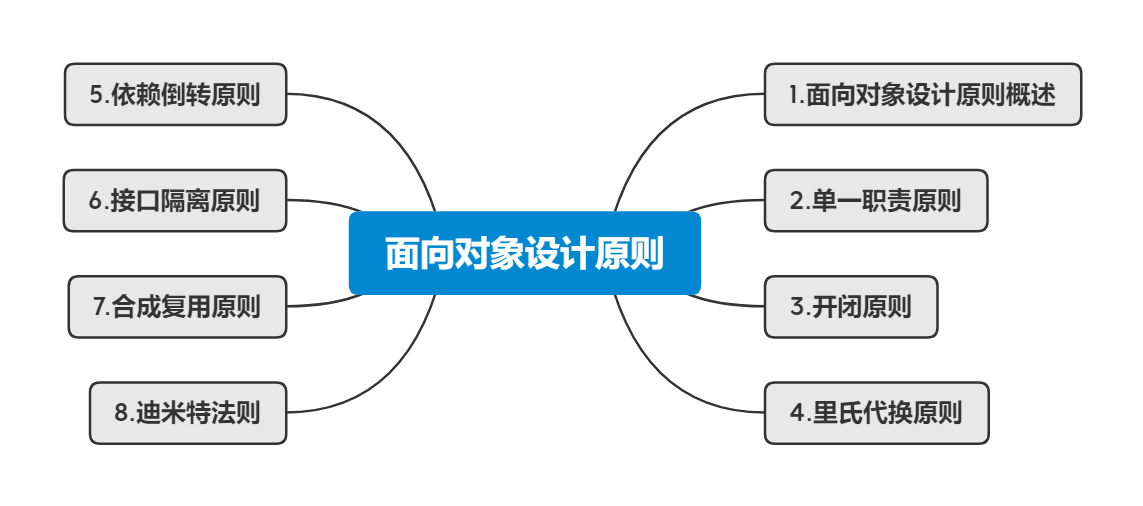 面向对象设计原则
1.面向对象设计原则概述
2.单一职责原则
3.开闭原则
4.里氏代换原则
5.依赖倒转原则
6.接口隔离原则
7.合成复用原则
8.迪米特法则